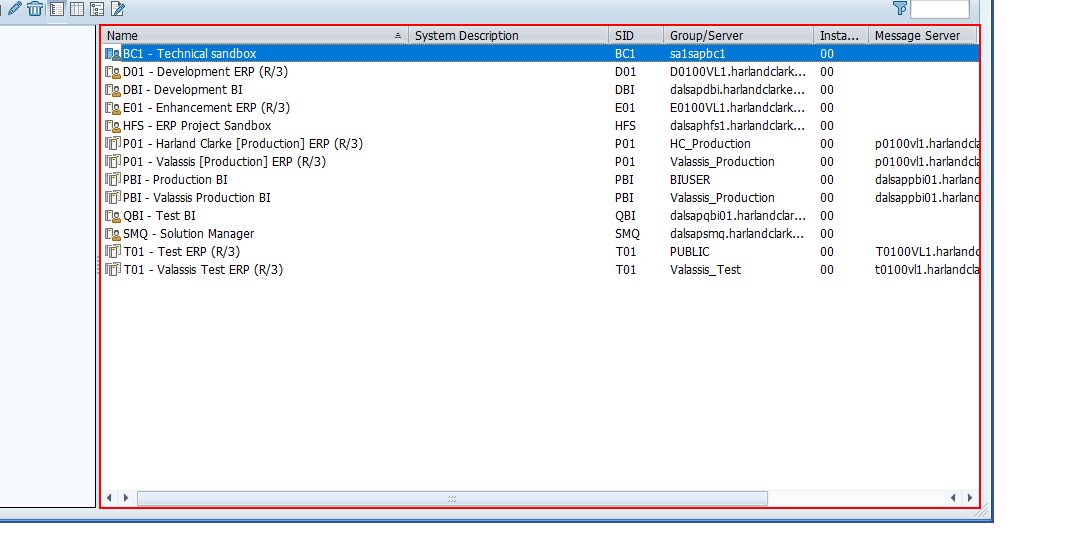 Name System Description SID Group/Server Insta... Message Server
BC1 - Technical sandbox BC1 sa1sapbc1 00
D01 - Development ERP (R/3) D01 D0100VL1.harlandclark... 00
DBI - Development BI DBI dalsapdbi.harlandclarke... 00
E01 - Enhancement ERP (R/3) E01 E0100VL1.harlandclark... 00
HFS - ERP Project Sandbox HFS dalsaphfs1.harlandclark... 00
P01 - Harland Clarke [Production] ERP (R/3) P01 HC_Production 00 p0100vl1.harlandcla
P01 - Valassis [Production] ERP (R/3) P01 Valassis_Production 00 p0100vl1.harlandcla
PBI - Production BI PBI BIUSER 00 dalsappbi01.harland
PBI - Valassis Production BI PBI Valassis_Production 00 dalsappbi01.harland
QBI - Test BI QBI dalsapqbi01.harlandclar... 00
SMQ - Solution Manager SMQ dalsapsmq.harlandclark... 00
T01 - Test ERP (R/3) T01 PUBLIC 00 T0100VL1.harlandc
T01 - Valassis Test ERP (R/3) T01 Valassis_Test 00 t0100vl1.harlandcla